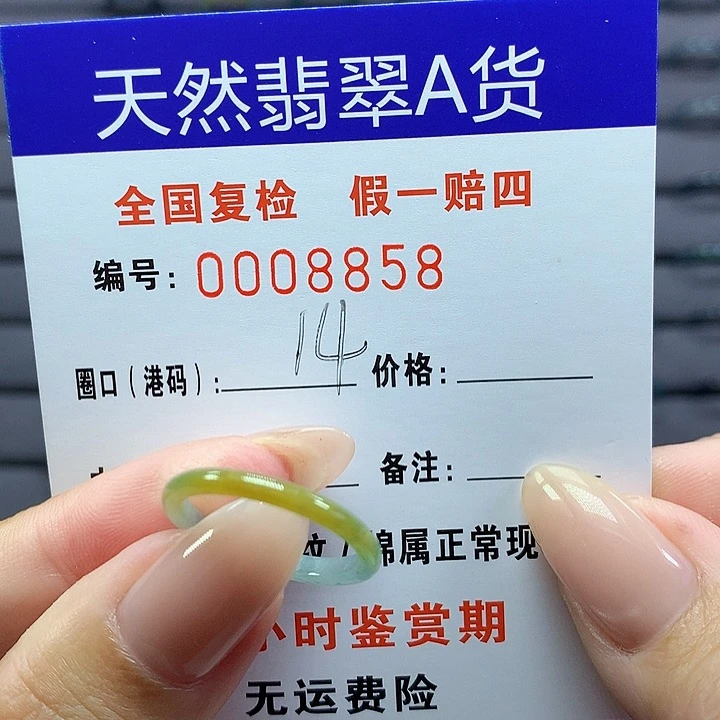 天然翡翠A货
全国复检 假一赔四
编号: 0008858
圈口(港码): 14 价格:
备注:
棉属正常现
小时鉴赏期
无运费险